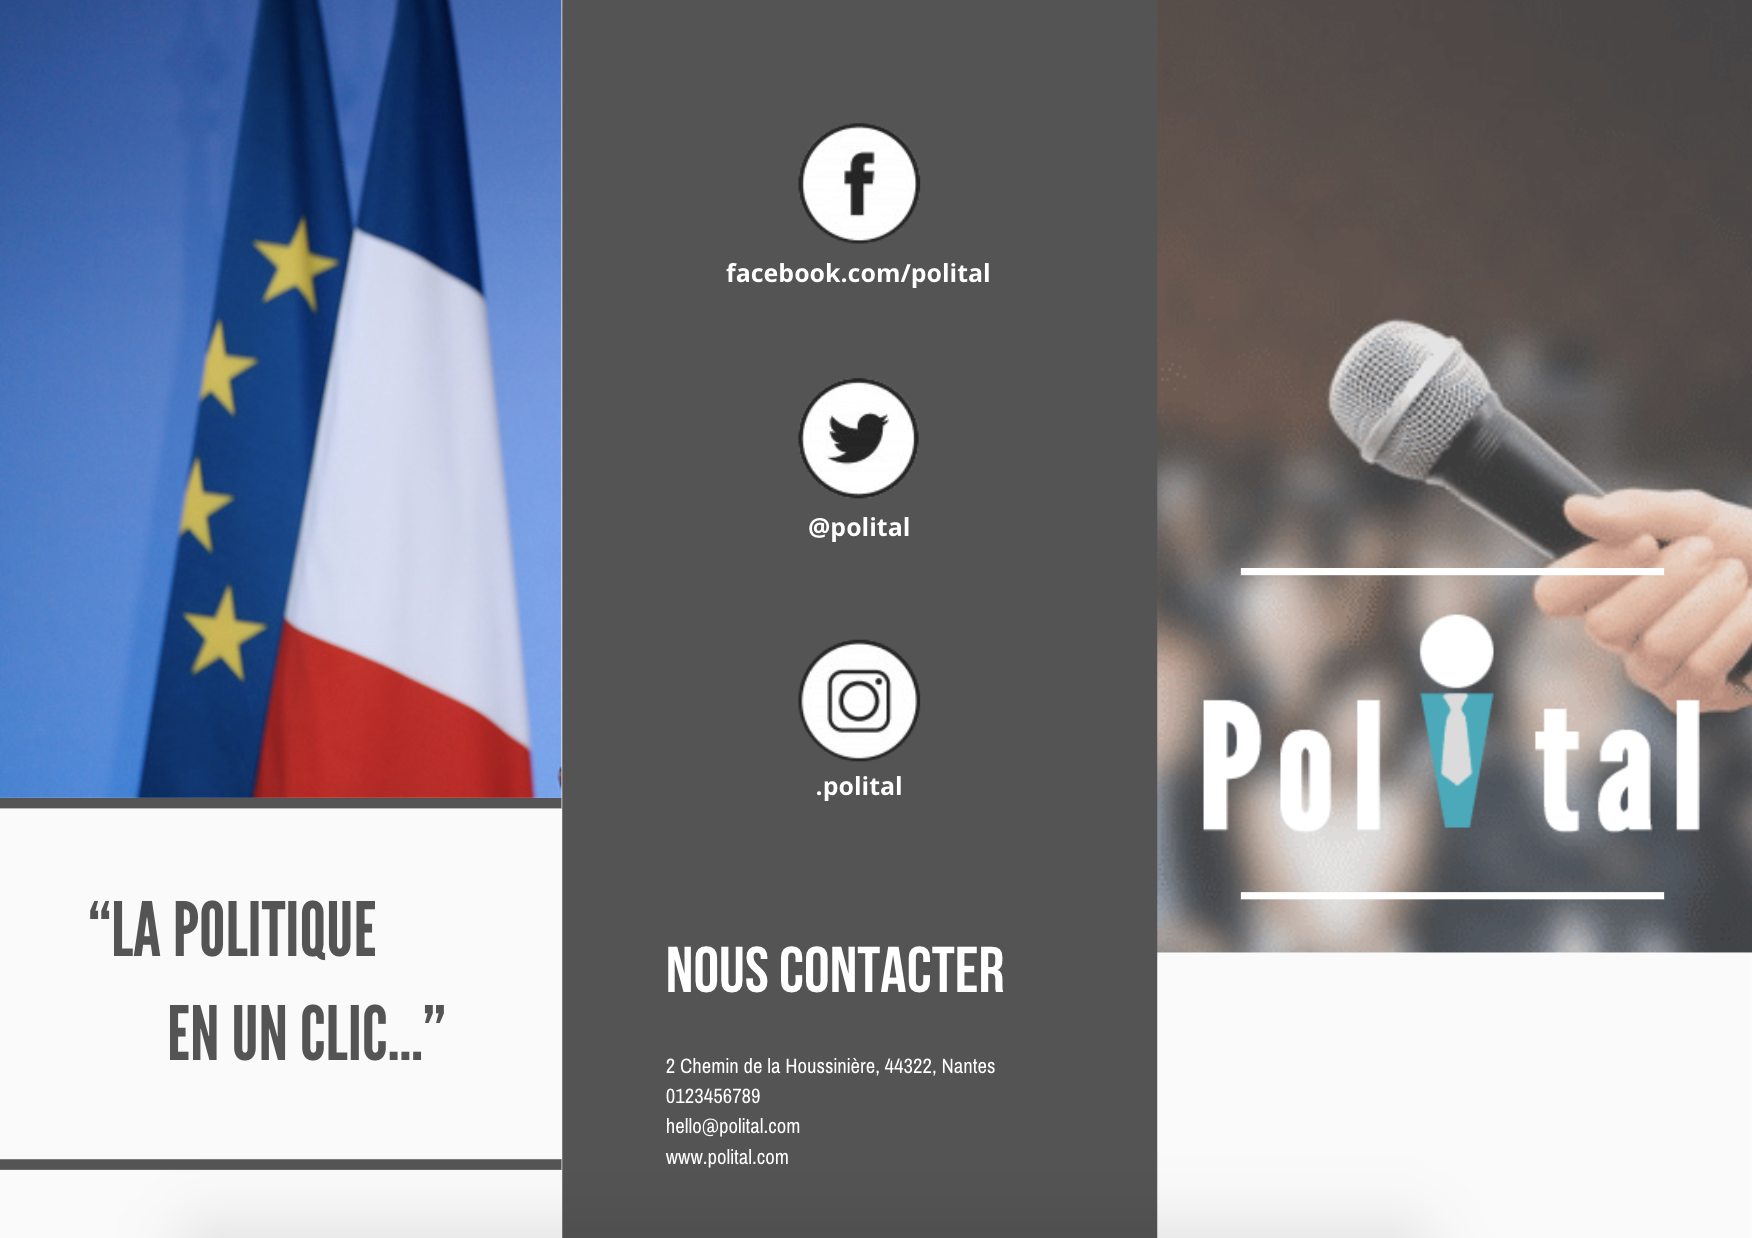 “LA POLITIQUE
EN UN CLIC...”
facebook.com/polital
@polital
.polital
NOUS CONTACTER
2 Chemin de la Houssinière, 44322, Nantes
0123456789
hello@polital.com
www.polital.com
Polital